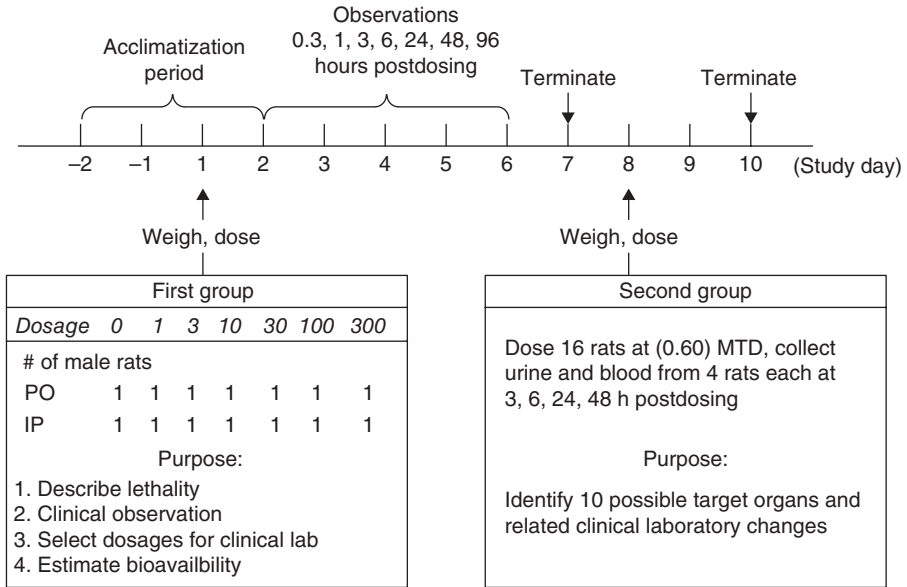 Observations
0.3, 1, 3, 6, 24, 48, 96
hours postdosing
Acclimatization
period
Terminate
Terminate
–2 –1 1 2 3 4 5 6 7 8 9 10 (Study day)
Weigh, dose
Weigh, dose
First group
Dosage 0 1 3 10 30 100 300
# of male rats
PO 1 1 1 1 1 1 1
IP 1 1 1 1 1 1 1
Purpose:
1. Describe lethality
2. Clinical observation
3. Select dosages for clinical lab
4. Estimate bioavailbility
Second group
Dose 16 rats at (0.60) MTD, collect
urine and blood from 4 rats each at
3, 6, 24, 48 h postdosing
Purpose:
Identify 10 possible target organs and
related clinical laboratory changes